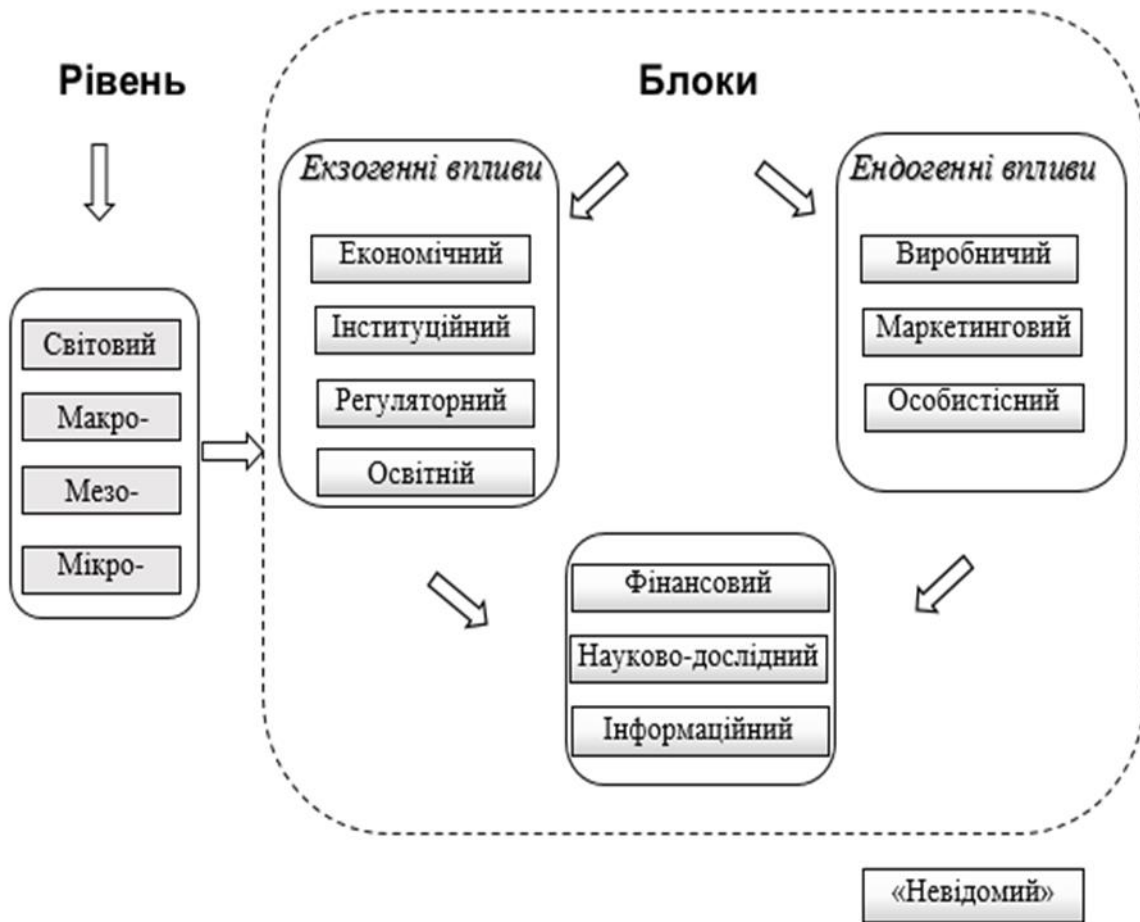 Рівень
Блоки
Екзогенні впливи
Ендогенні впливи
Економічний
Інституційний
Регуляторний
Освітній
Виробничий
Маркетинговий
Особистісний
Світовий
Макро-
Мезо-
Мікро-
Фінансовий
Науково-дослідний
Інформаційний
«Невідомий»